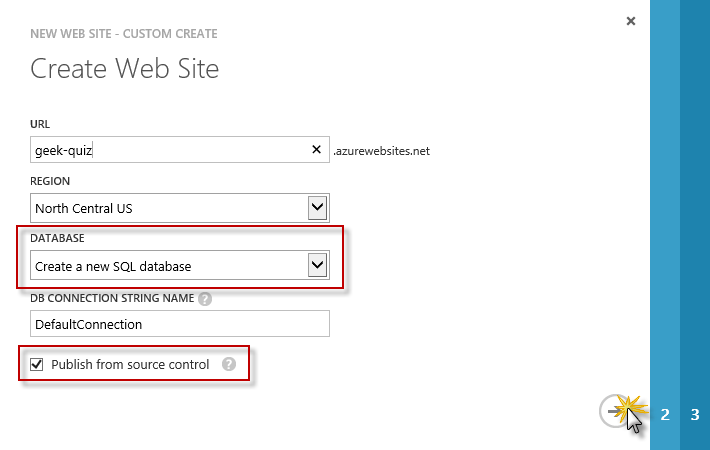 NEW WEB SITE - CUSTOM CREATE
Create Web Site
URL
geek-quiz
.azurewebsites.net
REGION
North Central US
DATABASE
Create a new SQL database
DB CONNECTION STRING NAME ?
DefaultConnection
Publish from source control ?
2 3